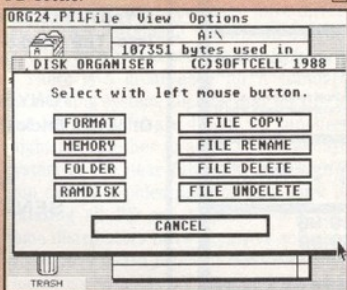 ORG24.PI1File View Options
A:\
107351 bytes used in
DISK ORGANISER (C)SOFTCELL 1988
Select with left mouse button.
FORMAT FILE COPY
MEMORY FILE RENAME
FOLDER FILE DELETE
RAMDISK FILE UNDELETE
CANCEL
TRASH